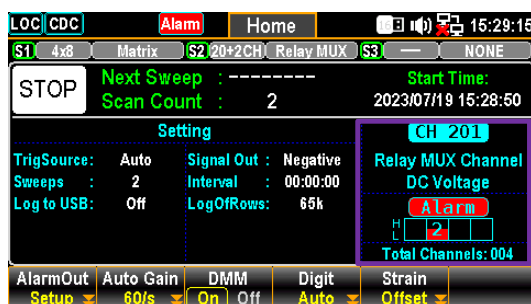 LOC CDC Alarm Home 15:29:15
S1 4x8 Matrix S2 20+2CH Relay MUX S3 — NONE
STOP
Next Sweep : --------
Scan Count : 2
Start Time:
2023/07/19 15:28:50
Setting
TrigSource: Auto Signal Out : Negative
Sweeps : 2 Interval : 00:00:00
Log to USB: Off LogOfRows: 65k
CH 201
Relay MUX Channel
DC Voltage
Alarm
H
L
2
Total Channels: 004
AlarmOut Auto Gain DMM Digit Strain
Setup 60/s On Off Auto Offset